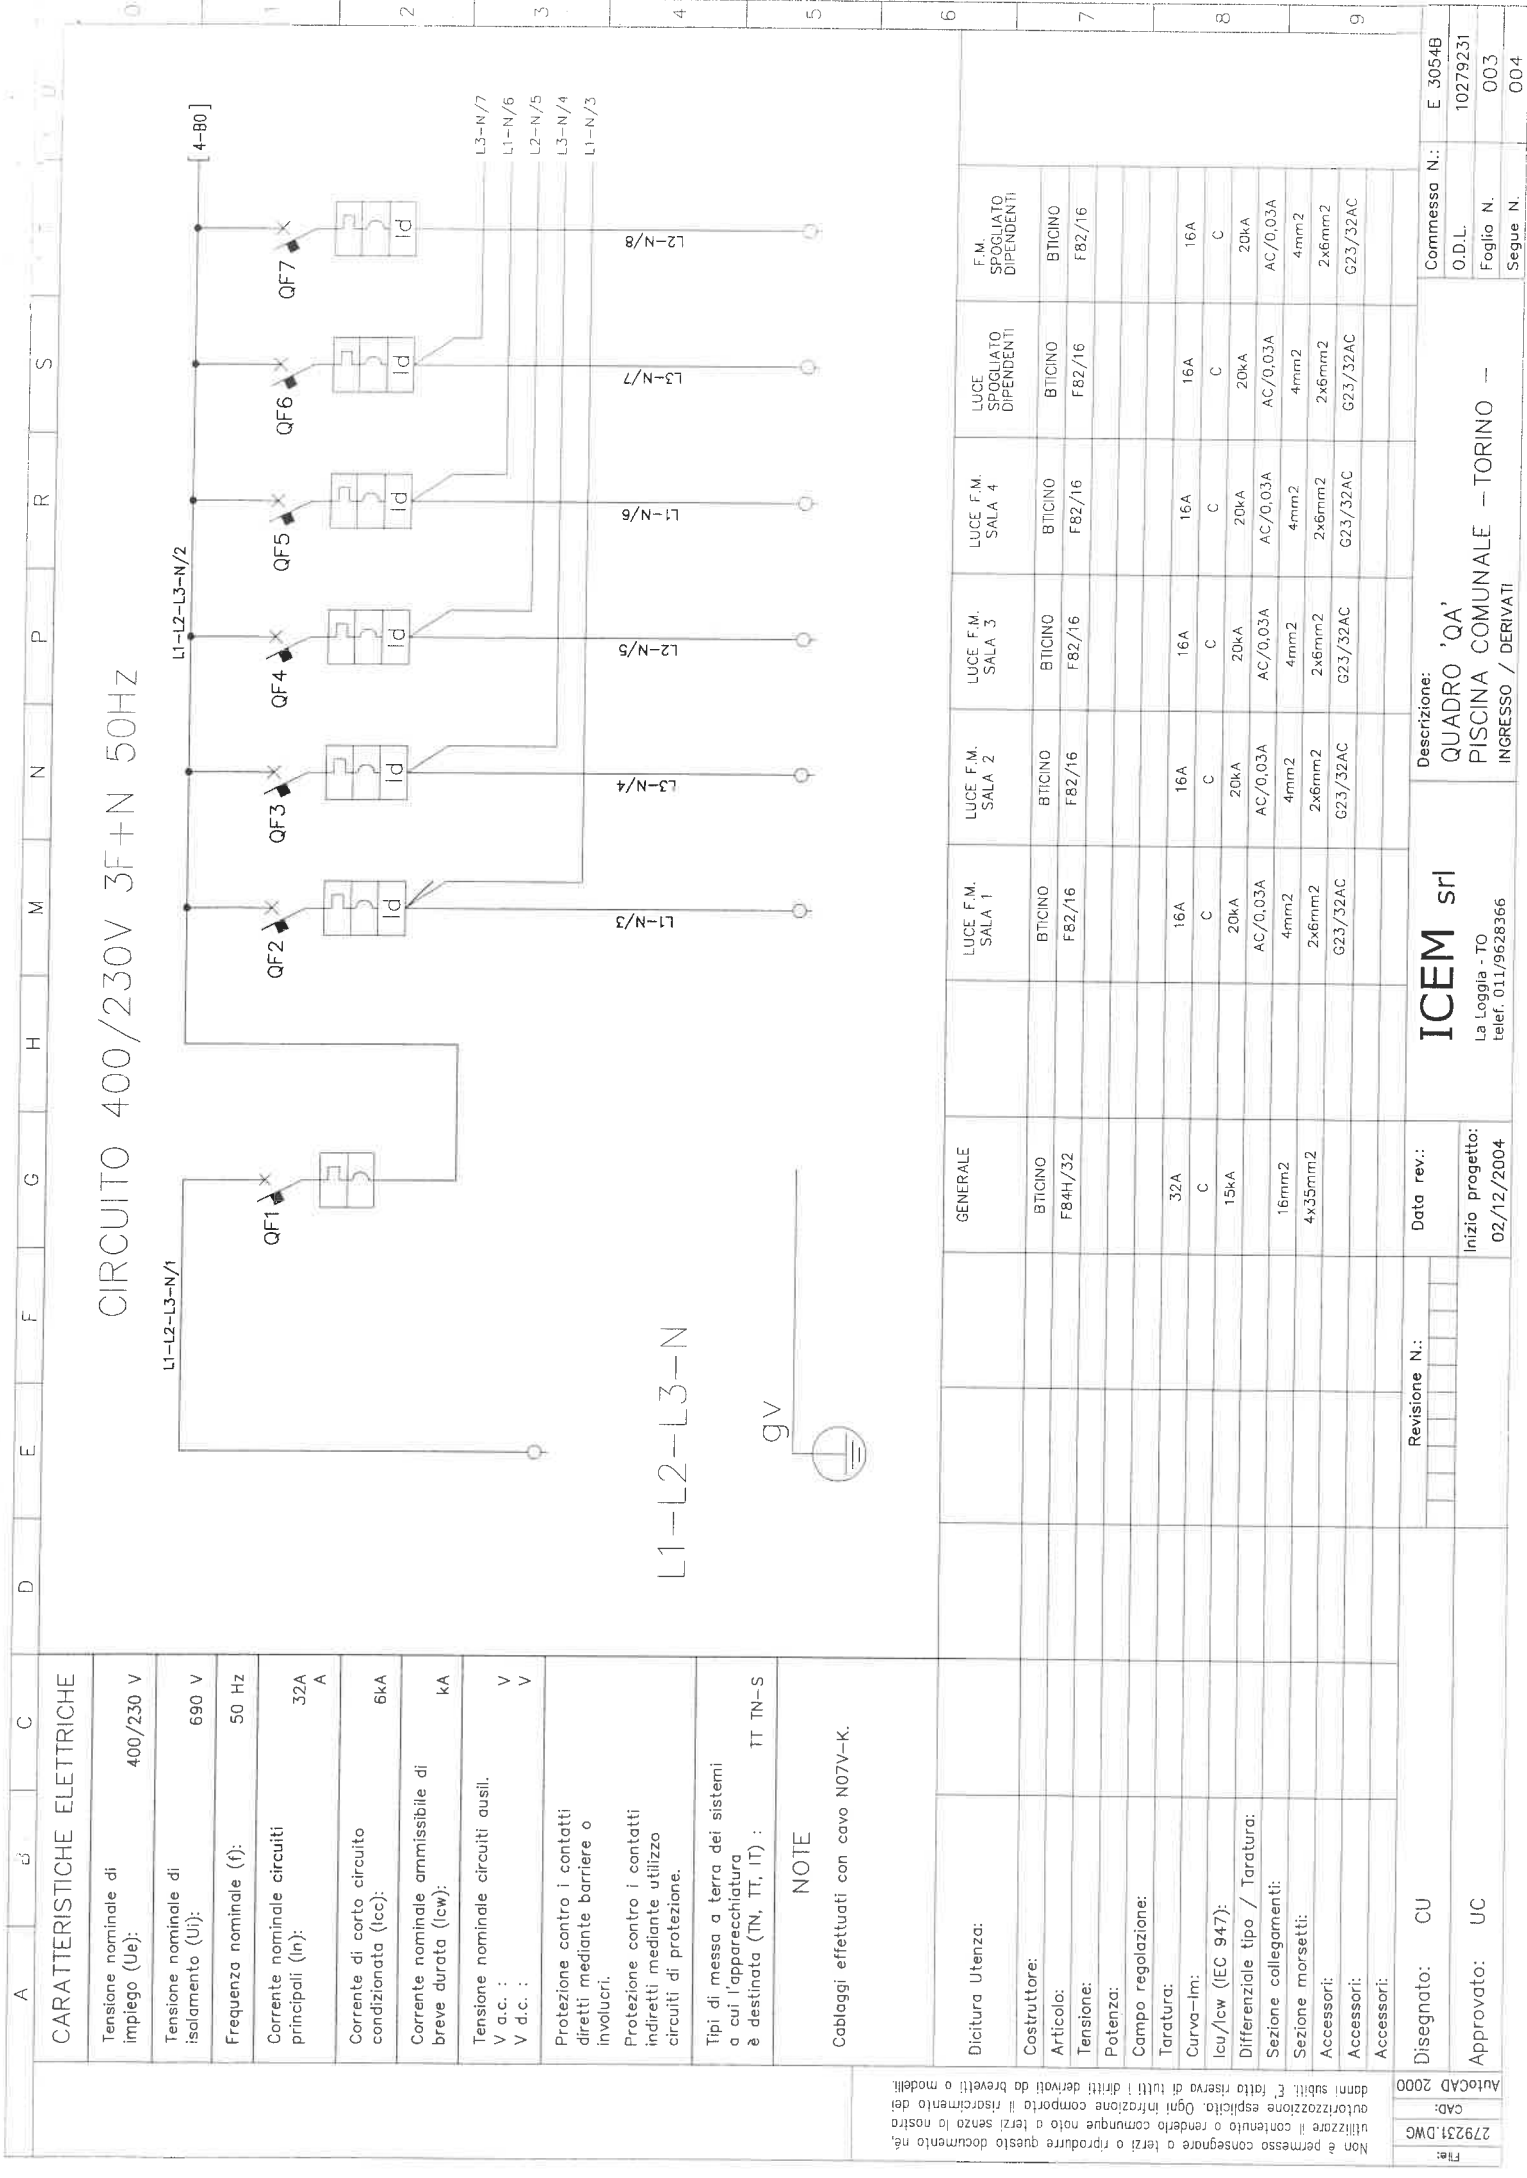 A
B
C
D
E
F
G
H
M
N
P
R
S
0
1
2
3
4
5
6
7
8
9
CARATTERISTICHE ELETTRICHE
Tensione nominale di
impiego (Ue): 400/230 V
Tensione nominale di
isolamento (Ui): 690 V
Frequenza nominale (f): 50 Hz
Corrente nominale circuiti
principali (In): 32A
A
Corrente di corto circuito
condizionata (Icc): 6kA
Corrente nominale ammissibile di
breve durata (Icw): kA
Tensione nominale circuiti ausil.
V a.c. : V
V d.c. : V
Protezione contro i contatti
diretti mediante barriere o
involucri.
Protezione contro i contatti
indiretti mediante utilizzo
circuiti di protezione.
Tipi di messa a terra dei sistemi
a cui l'apparecchiatura
è destinata (TN, TT, IT) : TT TN-S
NOTE
Cablaggi effettuati con cavo N07V-K.
CIRCUITO 400/230V 3F+N 50HZ
L1-L2-L3-N/1
L1-L2-L3-N/2
[4-B0]
QF1
QF2
QF3
QF4
QF5
QF6
QF7
Id
Id
Id
Id
Id
Id
L3-N/7
L1-N/6
L2-N/5
L3-N/4
L1-N/3
L1-N/3
L3-N/4
L2-N/5
L1-N/6
L3-N/7
L2-N/8
L1-L2-L3-N
gv
Dicitura Utenza: GENERALE LUCE F.M. SALA 1 LUCE F.M. SALA 2 LUCE F.M. SALA 3 LUCE F.M. SALA 4 LUCE SPOGLIATO DIPENDENTI F.M. SPOGLIATO DIPENDENTI
Costruttore: BTICINO BTICINO BTICINO BTICINO BTICINO BTICINO BTICINO
Articolo: F84H/32 F82/16 F82/16 F82/16 F82/16 F82/16 F82/16
Tensione:
Potenza:
Campo regolazione:
Taratura: 32A 16A 16A 16A 16A 16A 16A
Curva-Im: C C C C C C C
Icu/Icw (IEC 947): 15kA 20kA 20kA 20kA 20kA 20kA 20kA
Differenziale tipo / Taratura: AC/0,03A AC/0,03A AC/0,03A AC/0,03A AC/0,03A AC/0,03A
Sezione collegamenti: 16mm2 4mm2 4mm2 4mm2 4mm2 4mm2 4mm2
Sezione morsetti: 4x35mm2 2x6mm2 2x6mm2 2x6mm2 2x6mm2 2x6mm2 2x6mm2
Accessori: G23/32AC G23/32AC G23/32AC G23/32AC G23/32AC G23/32AC
Accessori:
Accessori:
Disegnato: CU
Approvato: UC
Revisione N.:
Data rev.:
Inizio progetto:
02/12/2004
ICEM srl
La Loggia - TO
telef. 011/9628366
Descrizione:
QUADRO 'QA'
PISCINA COMUNALE - TORINO -
INGRESSO / DERIVATI
Commessa N.: E 3054B
O.D.L. 10279231
Foglio N. 003
Segue N. 004
Non è permesso consegnare a terzi o riprodurre questo documento né,
utilizzare il contenuto o renderlo comunque noto a terzi senza la nostra
autorizzazione esplicita. Ogni infrazione comporta il risarcimento dei
danni subiti. E' fatta riserva di tutti i diritti derivati da brevetti o modelli.
File:
279231.DWG
CAD:
AutoCAD 2000